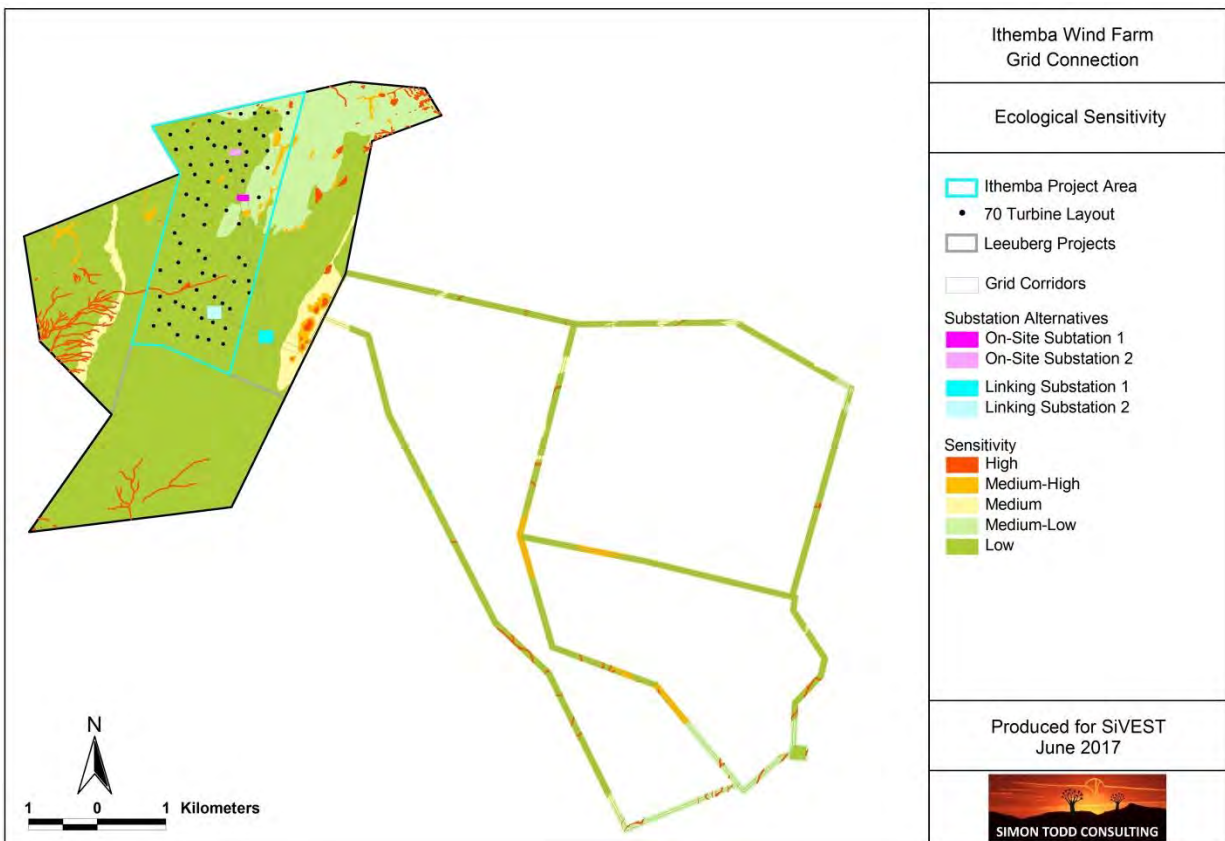 Ithemba Wind Farm
Grid Connection
Ecological Sensitivity
Ithemba Project Area
70 Turbine Layout
Leeuberg Projects
Grid Corridors
Substation Alternatives
On-Site Subtation 1
On-Site Substation 2
Linking Substation 1
Linking Substation 2
Sensitivity
High
Medium-High
Medium
Medium-Low
Low
N
1 0 1 Kilometers
Produced for SiVEST
June 2017
SIMON TODD CONSULTING